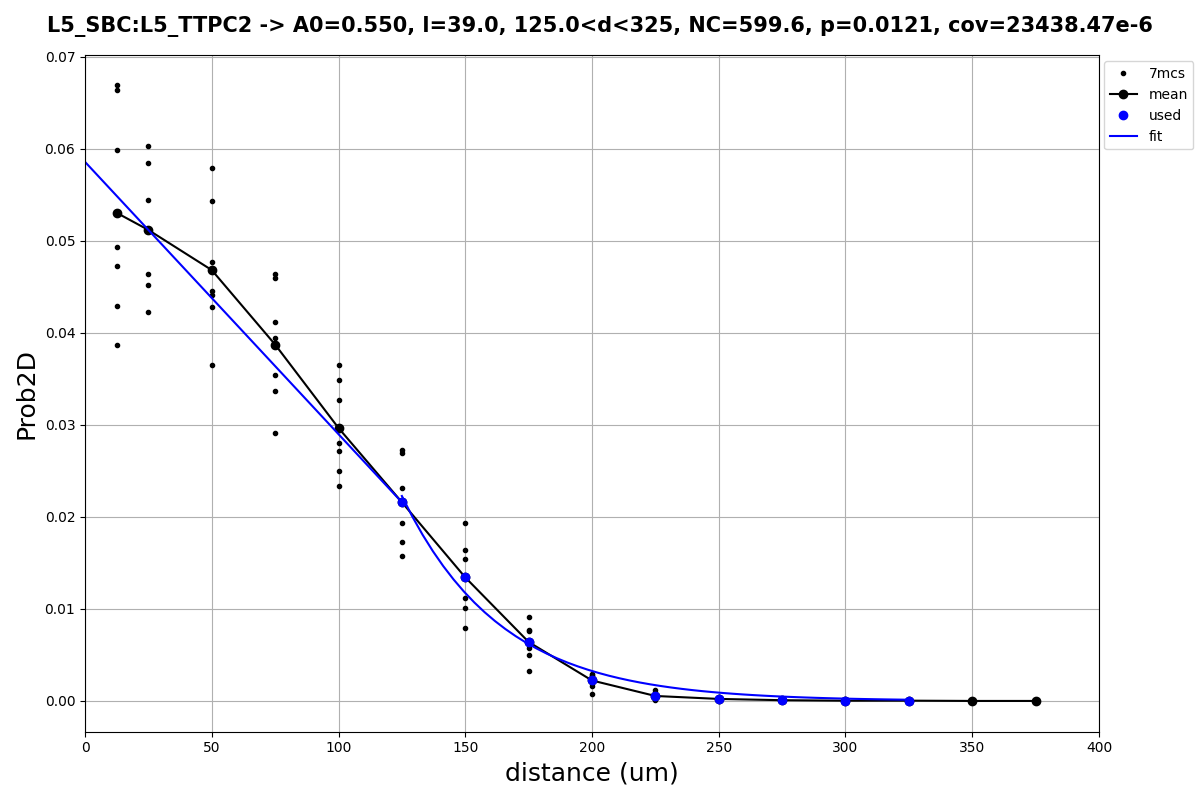 L5_SBC:L5_TTPC2 -> A0=0.550, l=39.0, 125.0<d<325, NC=599.6, p=0.0121, cov=23438.47e-6
0.07
0.06
0.05
0.04
0.03
0.02
0.01
0.00
Prob2D
0 50 100 150 200 250 300 350 400
distance (um)
7mcs
mean
used
fit